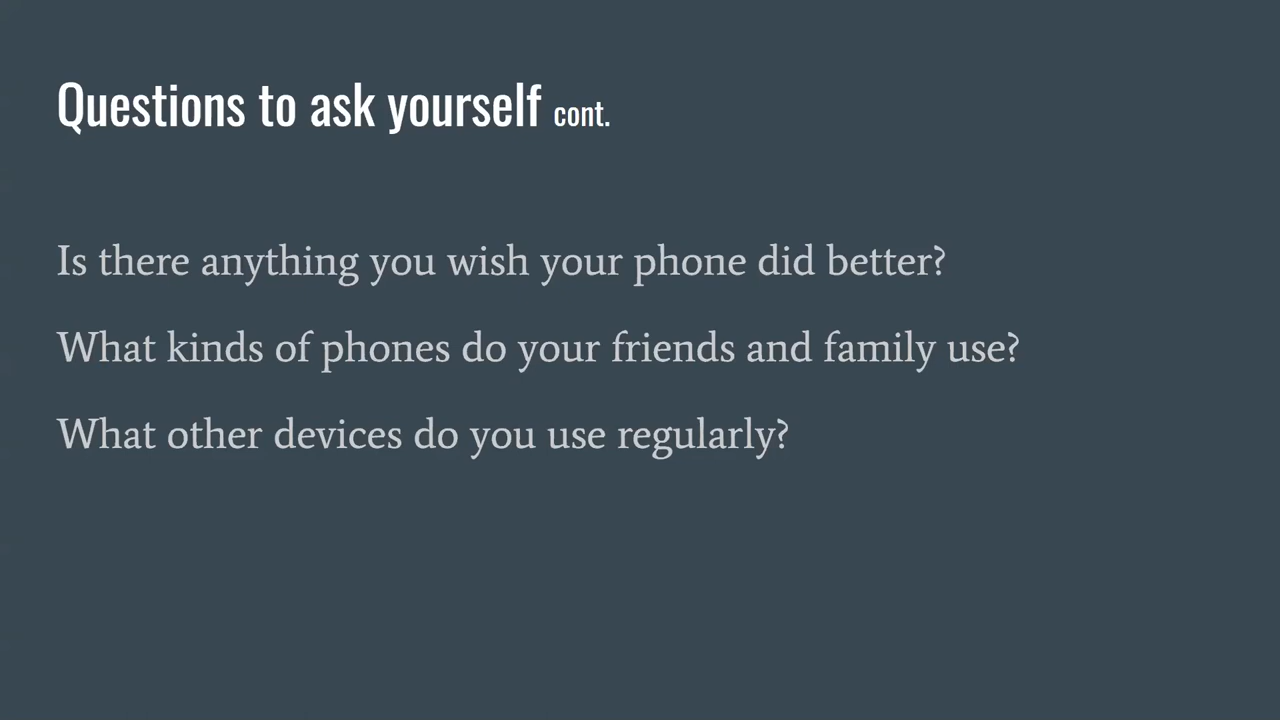 Questions to ask yourself cont.
Is there anything you wish your phone did better?
What kinds of phones do your friends and family use?
What other devices do you use regularly?